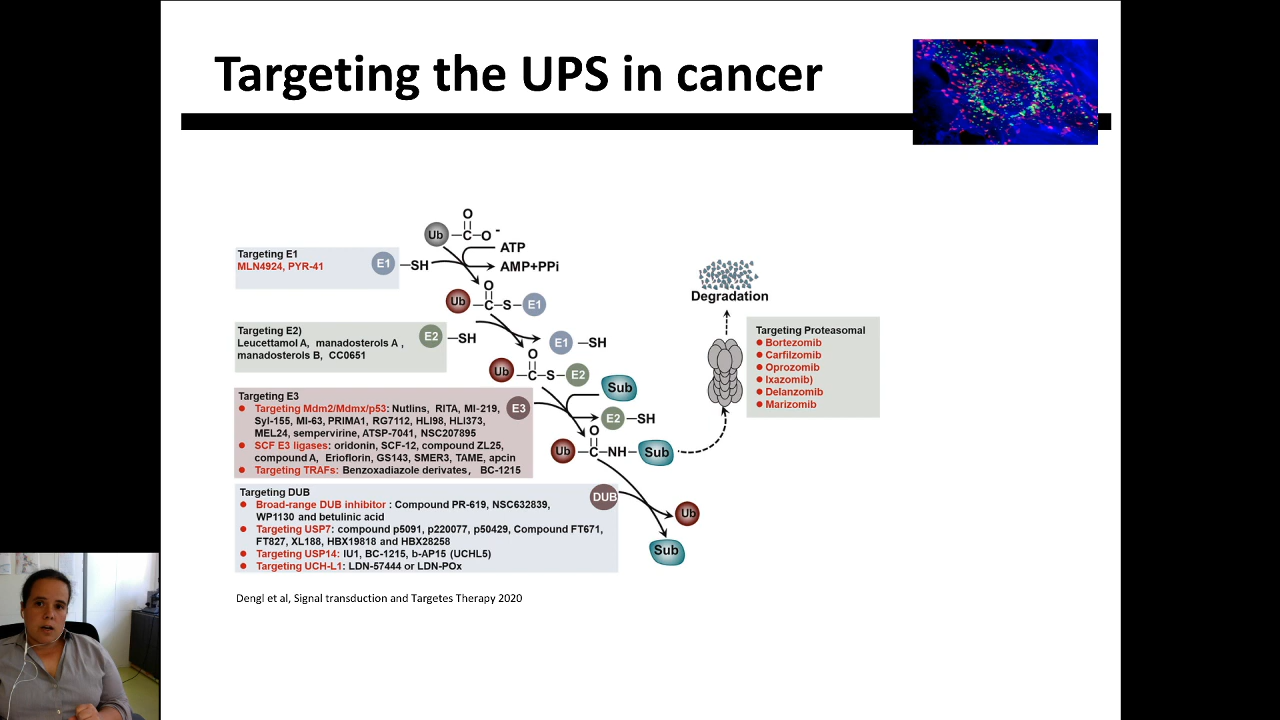 Targeting the UPS in cancer
Ub
O
C
O
-
ATP
AMP+PPi
Targeting E1
MLN4924, PYR-41
E1
SH
O
Ub
C
S
E1
Targeting E2)
Leucettamol A, manadosterols A ,
manadosterols B, CC0651
E2
SH
E1
SH
O
Ub
C
S
E2
Sub
Targeting E3
Targeting Mdm2/Mdmx/p53: Nutlins, RITA, MI-219,
Syl-155, MI-63, PRIMA1, RG7112, HLI98, HLI373,
MEL24, sempervirine, ATSP-7041, NSC207895
SCF E3 ligases: oridonin, SCF-12, compound ZL25,
compound A, Erioflorin, GS143, SMER3, TAME, apcin
Targeting TRAFs: Benzoxadiazole derivates, BC-1215
E3
E2
SH
O
Ub
C
NH
Sub
Targeting DUB
Broad-range DUB inhibitor : Compound PR-619, NSC632839,
WP1130 and betulinic acid
Targeting USP7: compound p5091, p220077, p50429, Compound FT671,
FT827, XL188, HBX19818 and HBX28258
Targeting USP14: IU1, BC-1215, b-AP15 (UCHL5)
Targeting UCH-L1: LDN-57444 or LDN-POx
DUB
Ub
Sub
Degradation
Targeting Proteasomal
Bortezomib
Carfilzomib
Oprozomib
Ixazomib)
Delanzomib
Marizomib
Dengl et al, Signal transduction and Targetes Therapy 2020